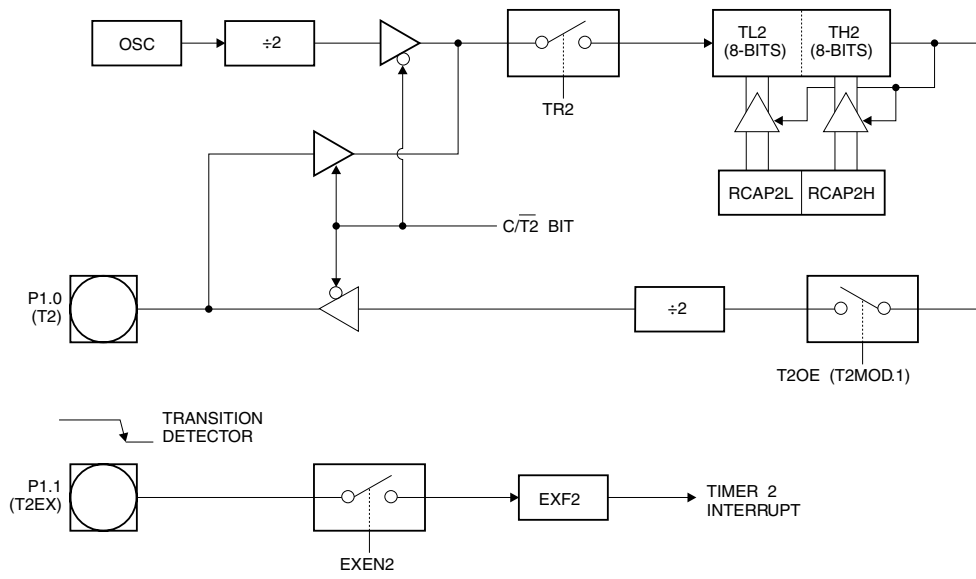 OSC
÷2
TR2
TL2
(8-BITS)
TH2
(8-BITS)
RCAP2L
RCAP2H
C/T2 BIT
P1.0
(T2)
÷2
T2OE (T2MOD.1)
TRANSITION
DETECTOR
P1.1
(T2EX)
EXEN2
EXF2
TIMER 2
INTERRUPT